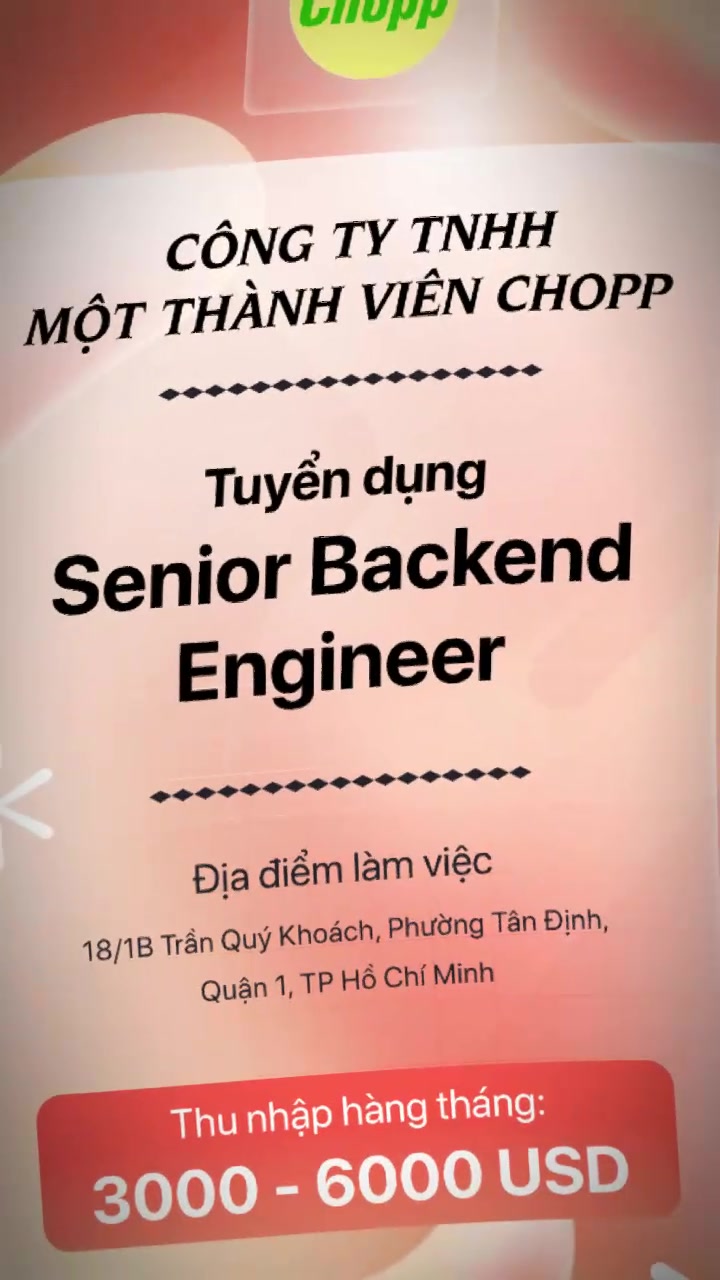 Chopp
CÔNG TY TNHH
MỘT THÀNH VIÊN CHOPP
Tuyển dụng
Senior Backend
Engineer
Địa điểm làm việc
18/1B Trần Quý Khoách, Phường Tân Định,
Quận 1, TP Hồ Chí Minh
Thu nhập hàng tháng:
3000 - 6000 USD